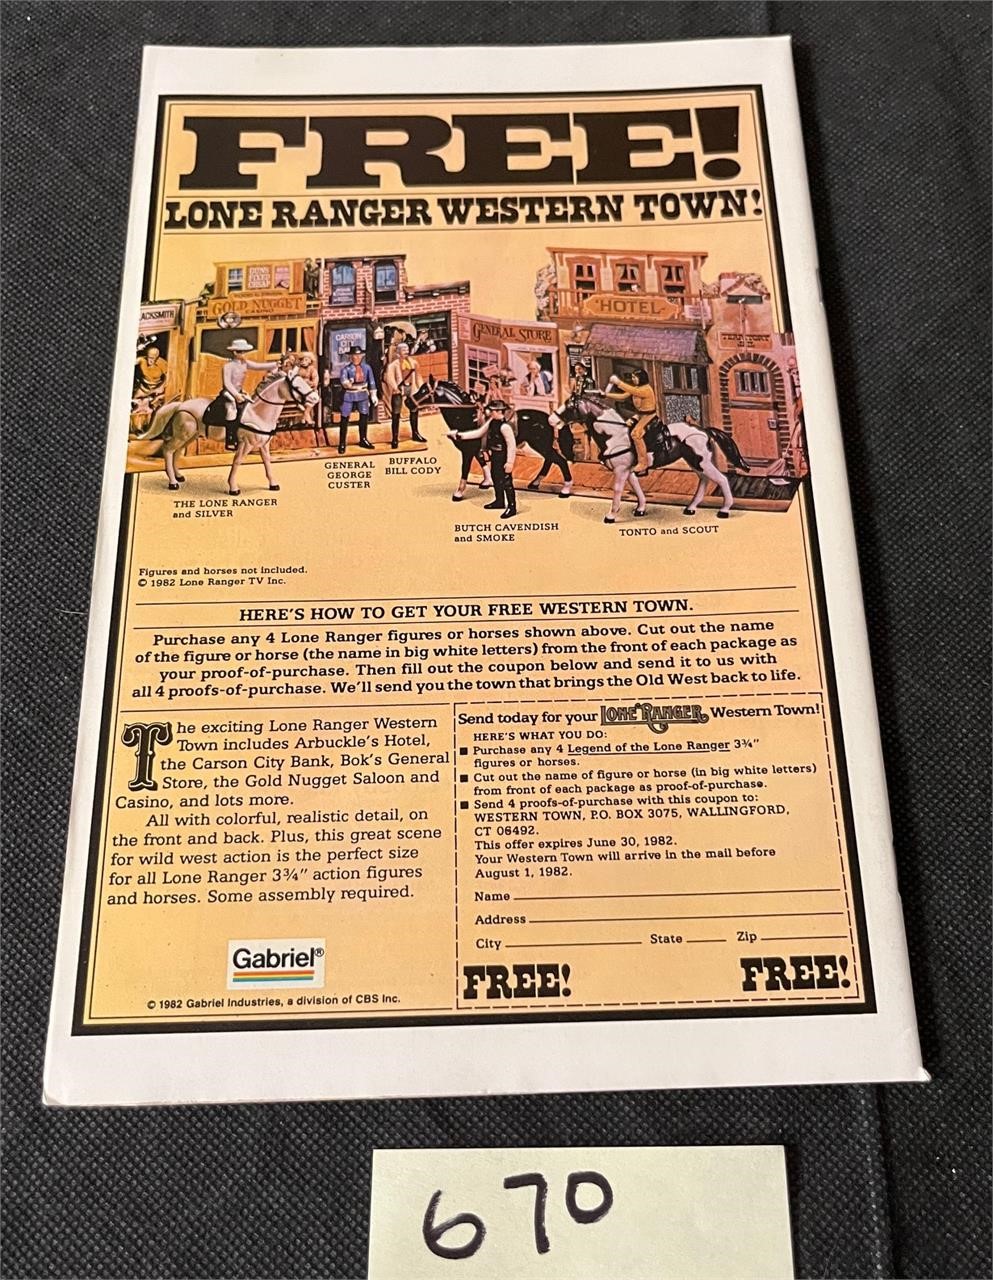 FREE!
LONE RANGER WESTERN TOWN!
ACKSMITH
GOLD NUGGET
CASINO
CARSON
CITY
GENERAL STORE
HOTEL
GENERAL
GEORGE
CUSTER
BUFFALO
BILL CODY
THE LONE RANGER
and SILVER
BUTCH CAVENDISH
and SMOKE
TONTO and SCOUT
Figures and horses not included.
© 1982 Lone Ranger TV Inc.
HERE'S HOW TO GET YOUR FREE WESTERN TOWN.
Purchase any 4 Lone Ranger figures or horses shown above. Cut out the name
of the figure or horse (the name in big white letters) from the front of each package as
your proof-of-purchase. Then fill out the coupon below and send it to us with
all 4 proofs-of-purchase. We'll send you the town that brings the Old West back to life.
The exciting Lone Ranger Western
Town includes Arbuckle's Hotel,
the Carson City Bank, Bok's General
Store, the Gold Nugget Saloon and
Casino, and lots more.
All with colorful, realistic detail, on
the front and back. Plus, this great scene
for wild west action is the perfect size
for all Lone Ranger 3¾" action figures
and horses. Some assembly required.
Gabriel®
© 1982 Gabriel Industries, a division of CBS Inc.
Send today for your LONE RANGER Western Town!
HERE'S WHAT YOU DO:
■ Purchase any 4 Legend of the Lone Ranger 3¾"
figures or horses.
■ Cut out the name of figure or horse (in big white letters)
from front of each package as proof-of-purchase.
■ Send 4 proofs-of-purchase with this coupon to:
WESTERN TOWN, P.O. BOX 3075, WALLINGFORD,
CT 06492.
This offer expires June 30, 1982.
Your Western Town will arrive in the mail before
August 1, 1982.
Name
Address
City State Zip
FREE! FREE!
670